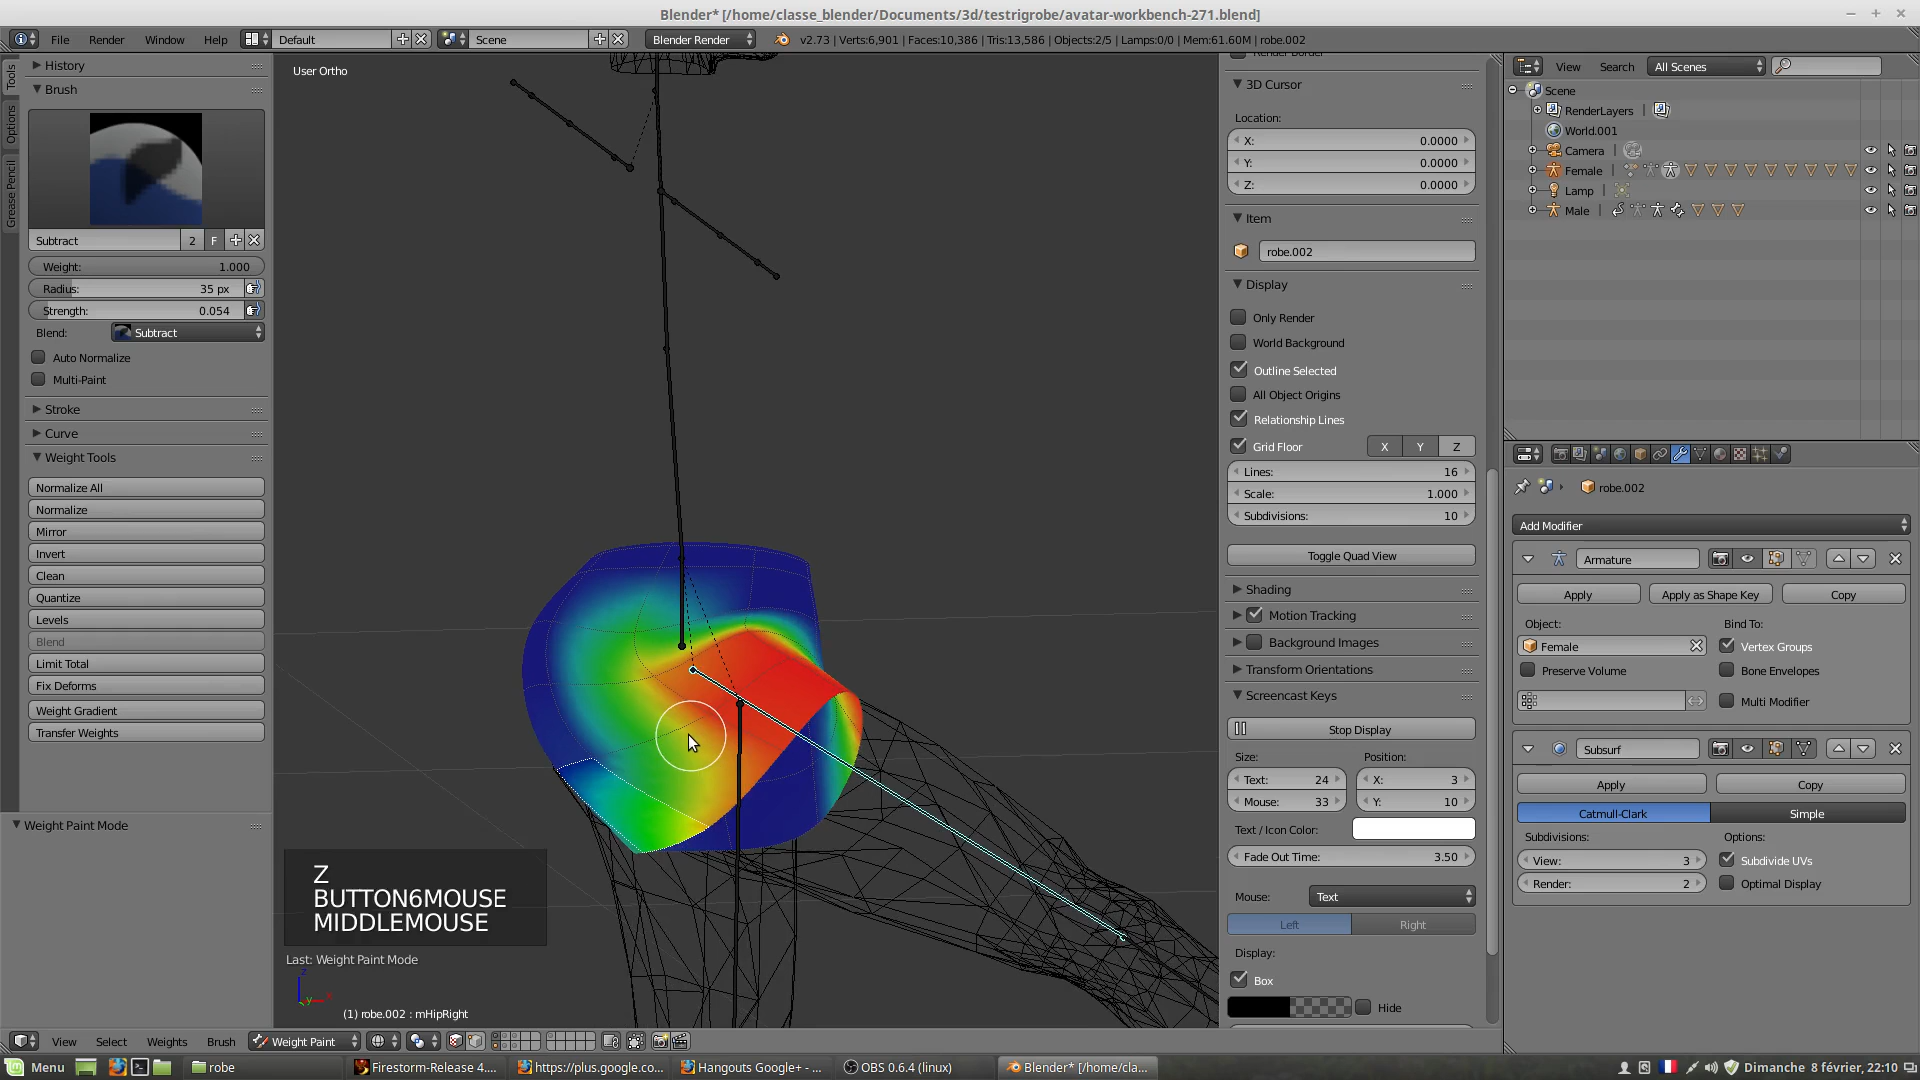 Blender* [/home/classe_blender/Documents/3d/testrigrobe/avatar-workbench-271.blend]
File Render Window Help Default Scene Blender Render v2.73 | Verts:6,901 | Faces:10,386 | Tris:13,586 | Objects:2/5 | Lamps:0/0 | Mem:61.60M | robe.002
Tools
Options
Grease Pencil
History
Brush
Subtract 2 F
Weight: 1.000
Radius: 35 px
Strength: 0.054
Blend: Subtract
Auto Normalize
Multi-Paint
Stroke
Curve
Weight Tools
Normalize All
Normalize
Mirror
Invert
Clean
Quantize
Levels
Blend
Limit Total
Fix Deforms
Weight Gradient
Transfer Weights
Weight Paint Mode
User Ortho
Z
BUTTON6MOUSE
MIDDLEMOUSE
Last: Weight Paint Mode
z
y x
(1) robe.002 : mHipRight
View Select Weights Brush Weight Paint
3D Cursor
Location:
X: 0.0000
Y: 0.0000
Z: 0.0000
Item
robe.002
Display
Only Render
World Background
Outline Selected
All Object Origins
Relationship Lines
Grid Floor X Y Z
Lines: 16
Scale: 1.000
Subdivisions: 10
Toggle Quad View
Shading
Motion Tracking
Background Images
Transform Orientations
Screencast Keys
Stop Display
Size: Position:
Text: 24 X: 3
Mouse: 33 Y: 10
Text / Icon Color:
Fade Out Time: 3.50
Mouse: Text
Left Right
Display:
Box
Hide
View Search All Scenes
Scene
RenderLayers
World.001
Camera
Female
Lamp
Male
robe.002
Add Modifier
Armature
Apply Apply as Shape Key Copy
Object: Bind To:
Female Vertex Groups
Preserve Volume Bone Envelopes
Multi Modifier
Subsurf
Apply Copy
Catmull-Clark Simple
Subdivisions: Options:
View: 3 Subdivide UVs
Render: 2 Optimal Display
Menu robe Firestorm-Release 4.... https://plus.google.co... Hangouts Google+ - ... OBS 0.6.4 (linux) Blender* [/home/cla... Dimanche 8 février, 22:10